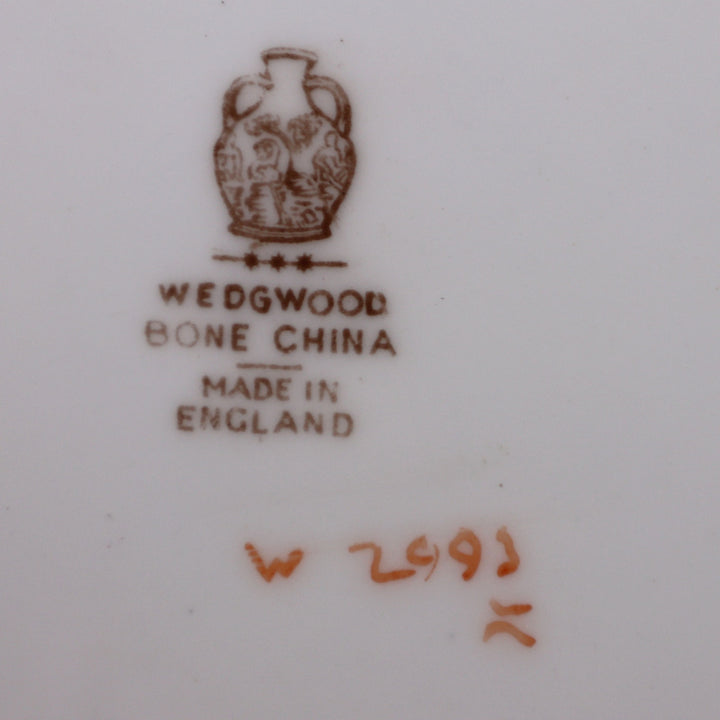 WEDGWOOD
BONE CHINA
MADE IN
ENGLAND
W 2993